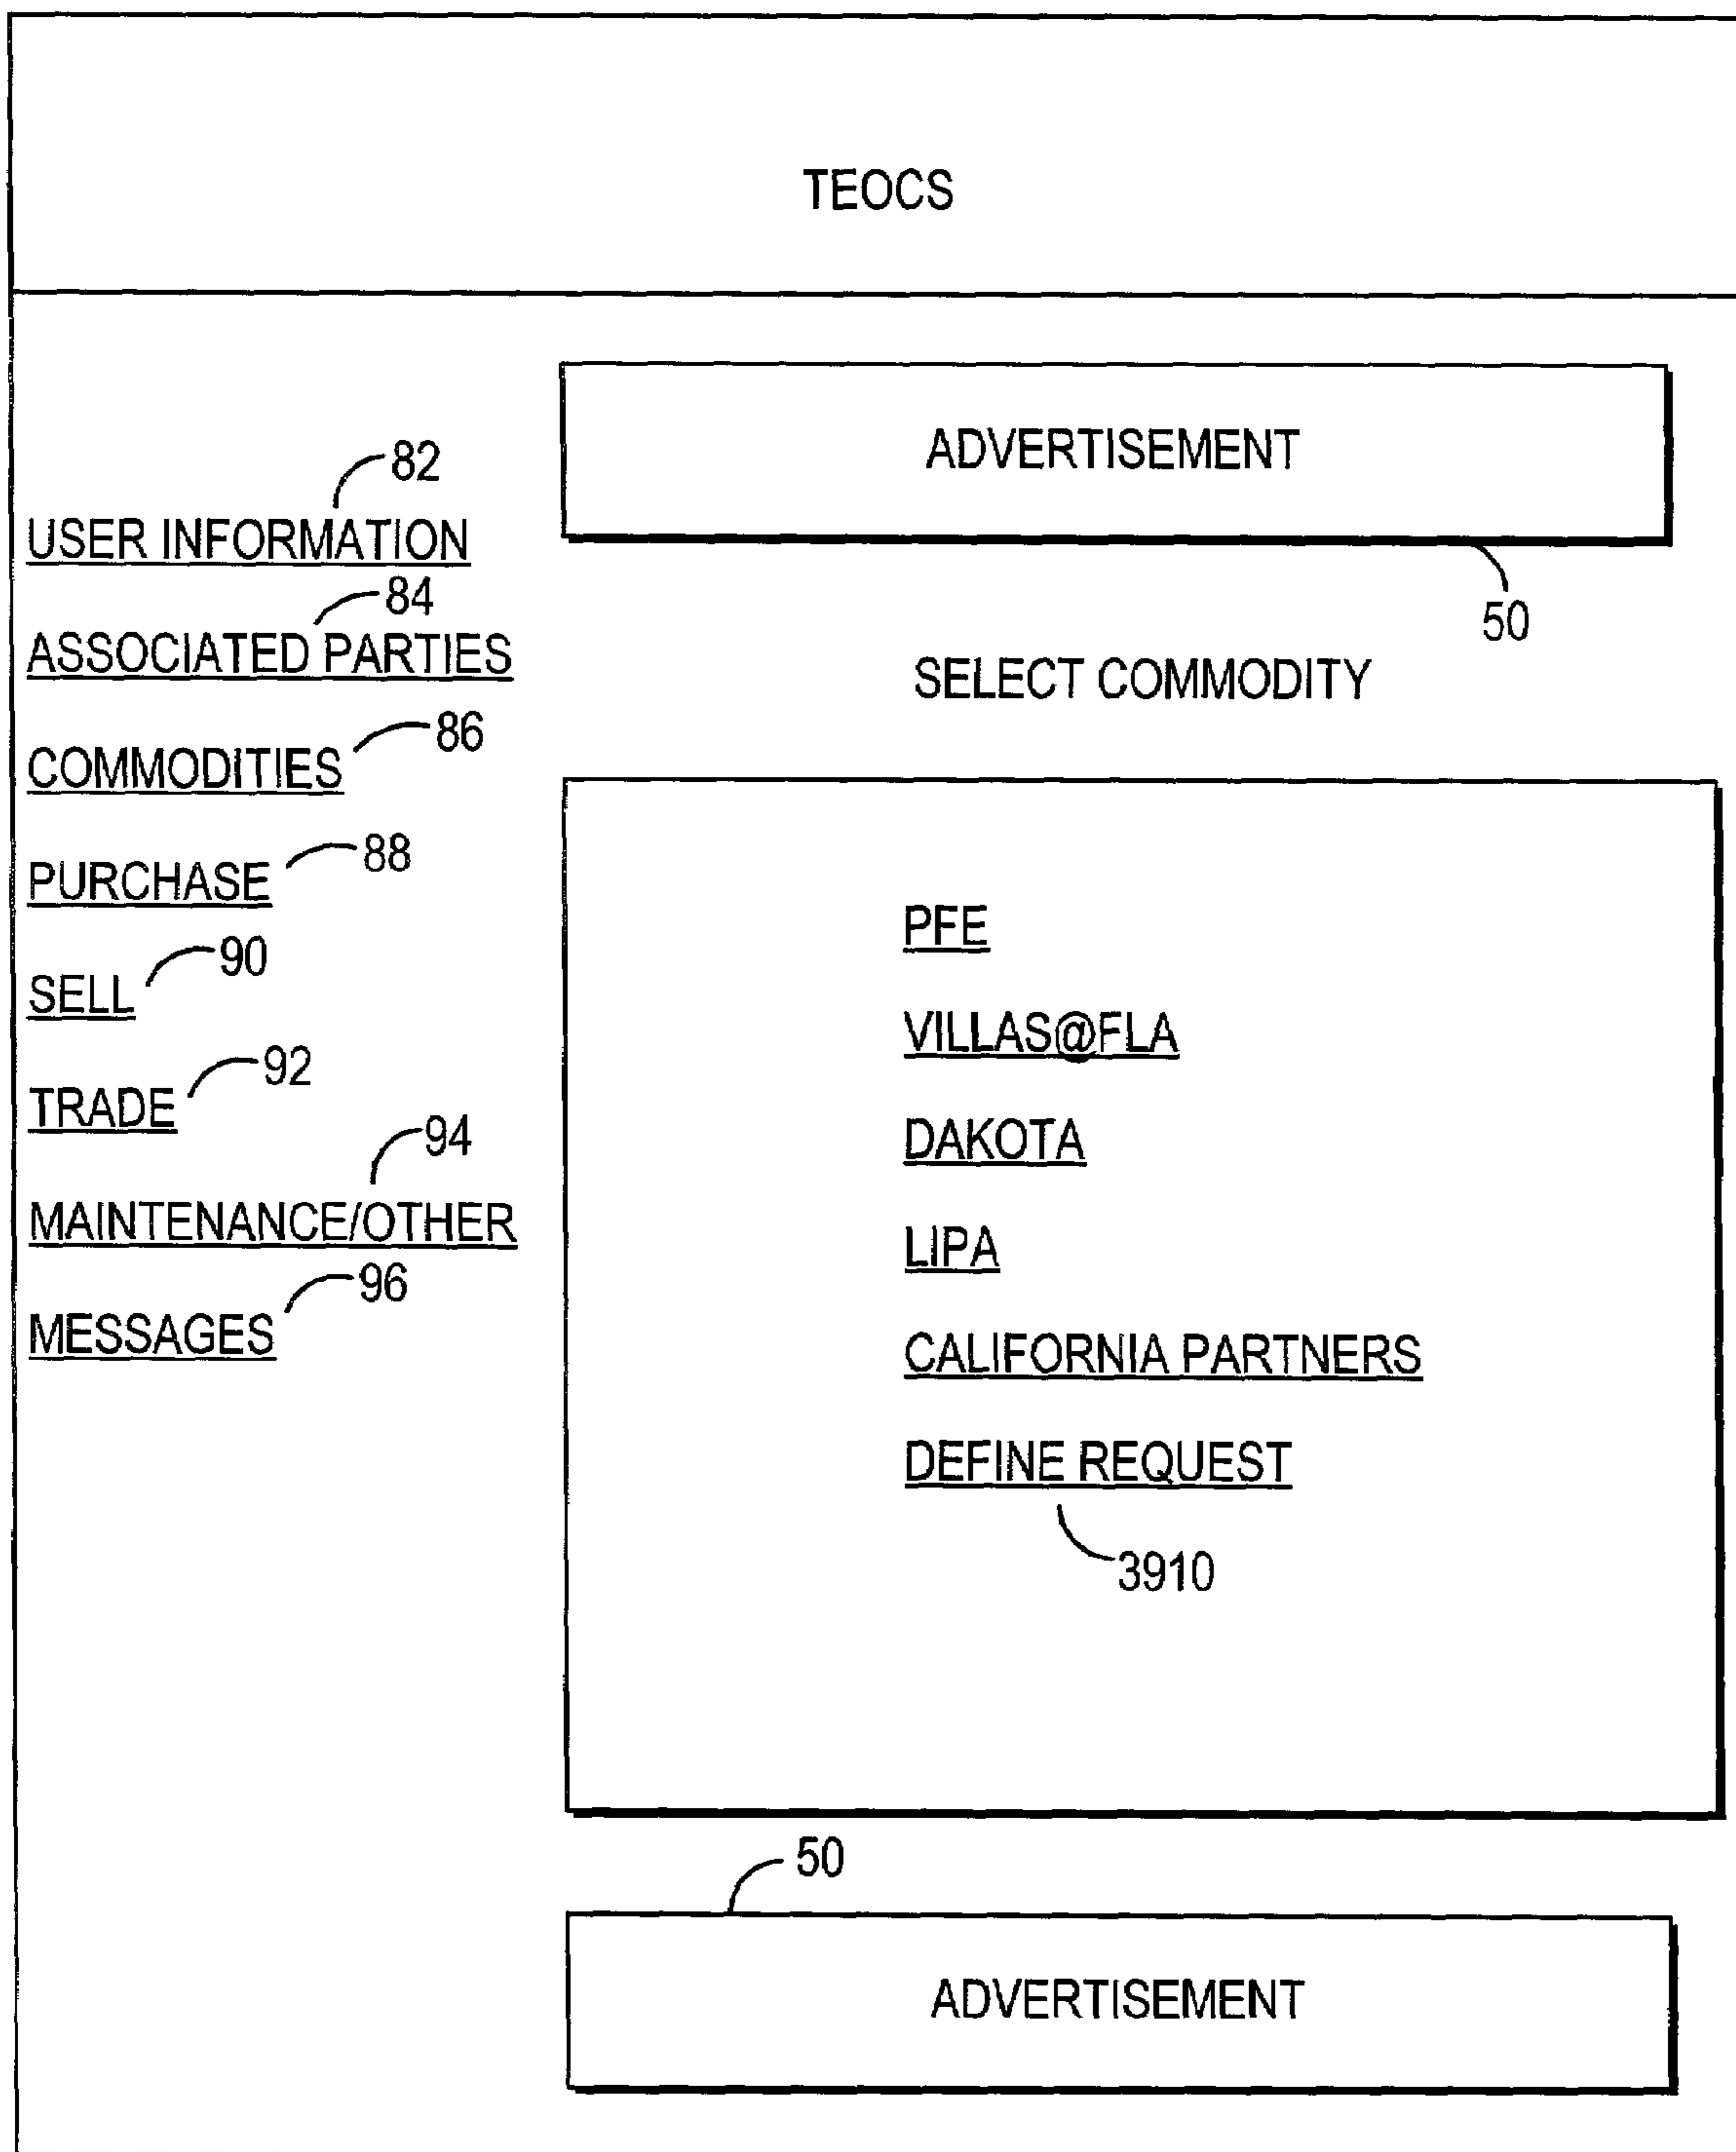 TEOCS
ADVERTISEMENT
50
82
USER INFORMATION
84
ASSOCIATED PARTIES
86
COMMODITIES
88
PURCHASE
90
SELL
92
TRADE
94
MAINTENANCE/OTHER
96
MESSAGES
SELECT COMMODITY
PFE
VILLAS@FLA
DAKOTA
LIPA
CALIFORNIA PARTNERS
DEFINE REQUEST
3910
50
ADVERTISEMENT